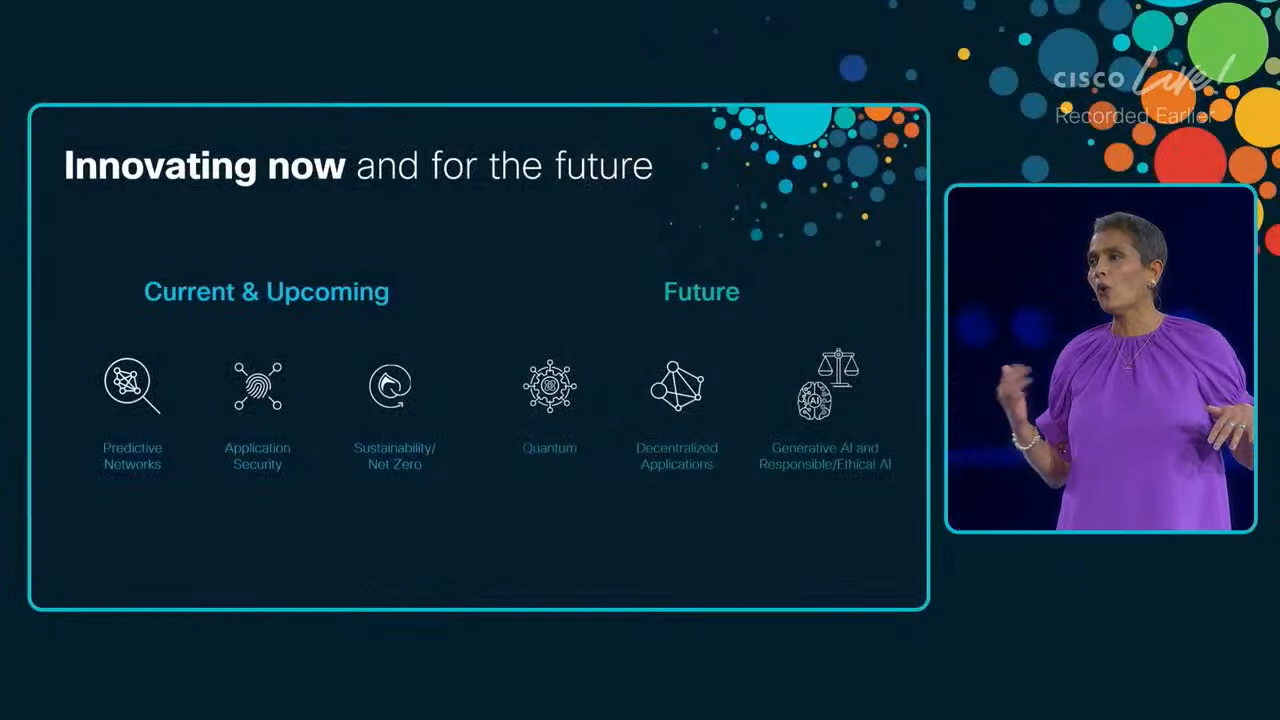 CISCO Live!
Recorded Earlier
Innovating now and for the future
Current & Upcoming
Future
Predictive
Networks
Application
Security
Sustainability/
Net Zero
Quantum
Decentralized
Applications
AI
Generative AI and
Responsible/Ethical AI